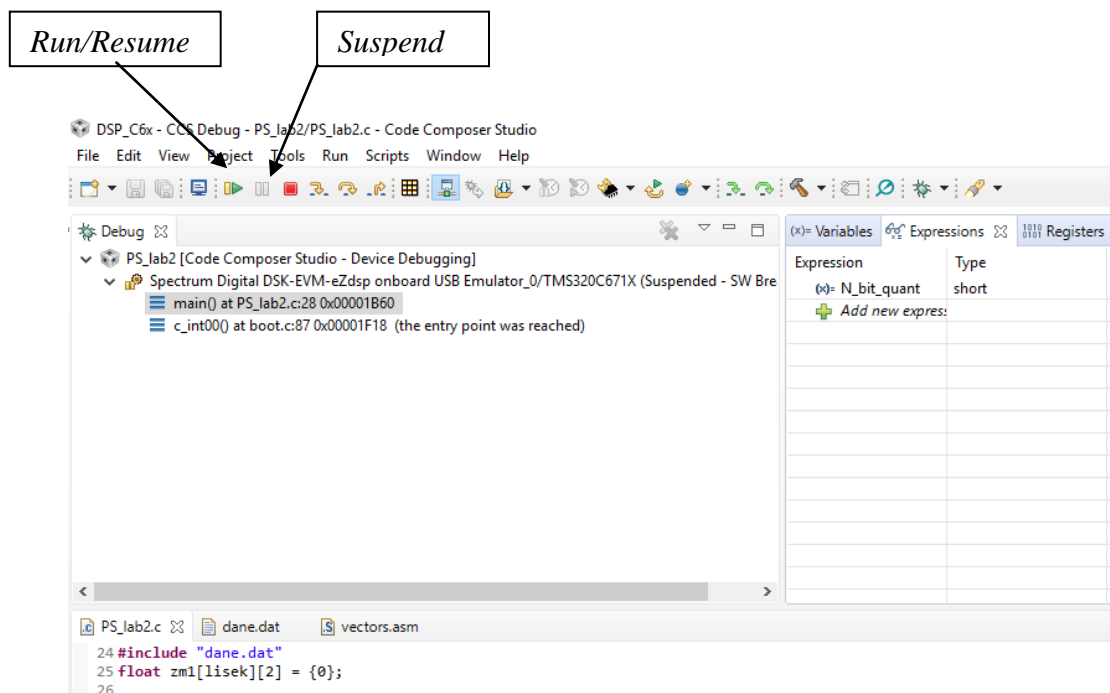 Run/Resume
Suspend
DSP_C6x - CCS Debug - PS_lab2/PS_lab2.c - Code Composer Studio
File Edit View Project Tools Run Scripts Window Help
Debug
(x)= Variables
Expressions
1010 0101 Registers
PS_lab2 [Code Composer Studio - Device Debugging]
Spectrum Digital DSK-EVM-eZdsp onboard USB Emulator_0/TMS320C671X (Suspended - SW Bre
main() at PS_lab2.c:28 0x00001B60
c_int00() at boot.c:87 0x00001F18 (the entry point was reached)
Expression Type
(x)= N_bit_quant short
Add new expres
PS_lab2.c
dane.dat
vectors.asm
24 #include "dane.dat"
25 float zm1[lisek][2] = {0};
26